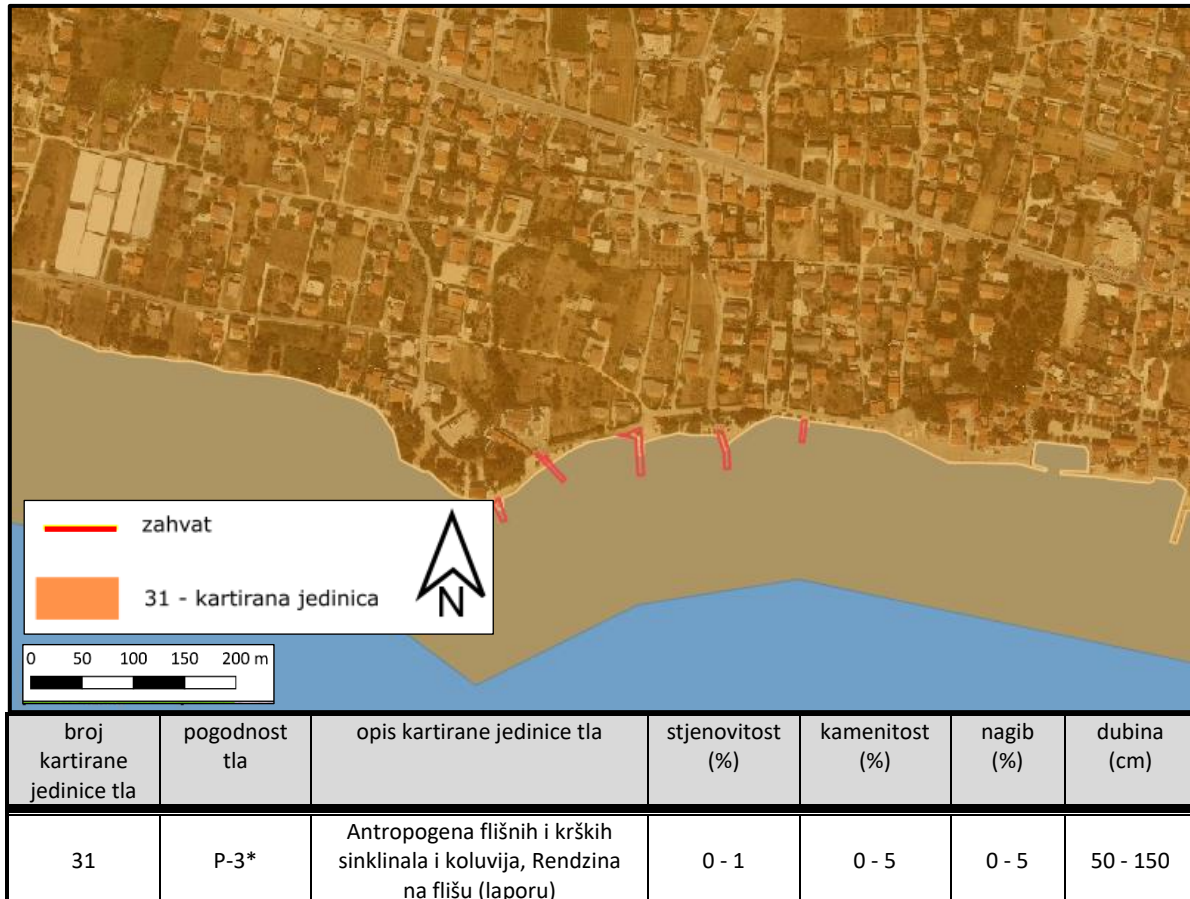 zahvat
31 - kartirana jedinica
N
0 50 100 150 200 m
broj kartirane jedinice tla
pogodnost tla
opis kartirane jedinice tla
stjenovitost (%)
kamenitost (%)
nagib (%)
dubina (cm)
31
P-3*
Antropogena flišnih i krških
sinklinala i koluvija, Rendzina
na flišu (laporu)
0 - 1
0 - 5
0 - 5
50 - 150